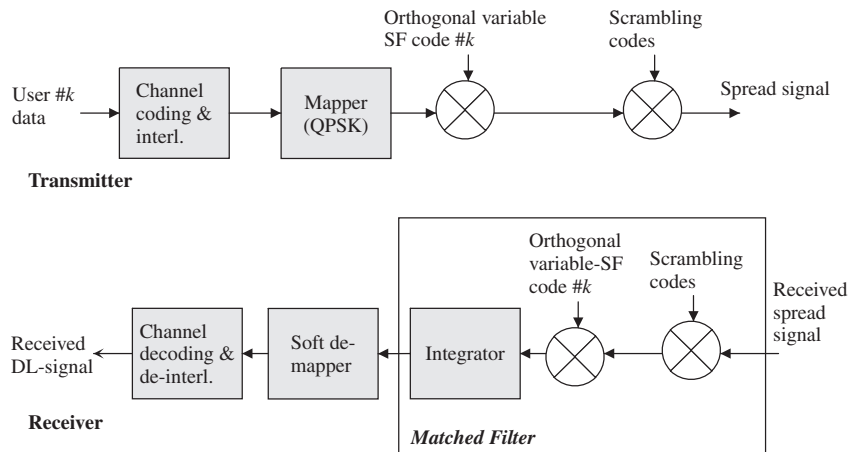 Orthogonal variable
SF code #k
Scrambling
codes
User #k
data
Channel
coding &
interl.
Mapper
(QPSK)
Spread signal
Transmitter
Orthogonal
variable-SF
code #k
Scrambling
codes
Received
spread
signal
Received
DL-signal
Channel
decoding &
de-interl.
Soft de-
mapper
Integrator
Receiver
Matched Filter